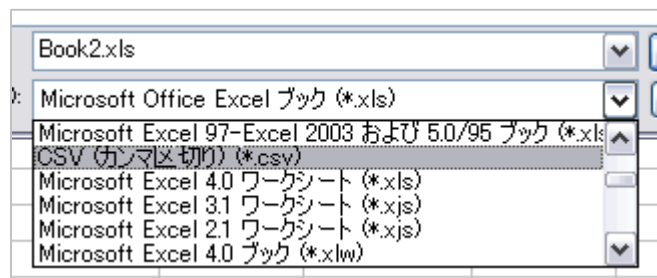 Book2.xls
Microsoft Office Excel ブック (*.xls)
Microsoft Excel 97-Excel 2003 および 5.0/95 ブック (*.xls
CSV (カンマ区切り) (*.csv)
Microsoft Excel 4.0 ワークシート (*.xls)
Microsoft Excel 3.1 ワークシート (*.xjs)
Microsoft Excel 2.1 ワークシート (*.xjs)
Microsoft Excel 4.0 ブック (*.xlw)